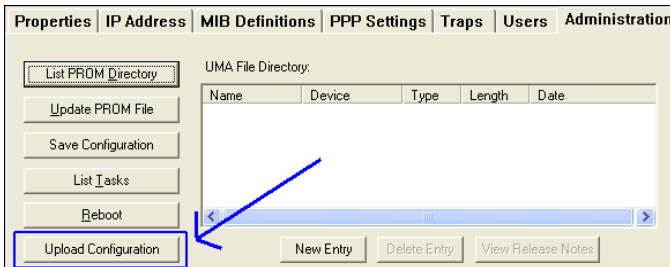 Properties IP Address MIB Definitions PPP Settings Traps Users Administration
List PROM Directory
UMA File Directory:
Name Device Type Length Date
Update PROM File
Save Configuration
List Tasks
Reboot
Upload Configuration
New Entry Delete Entry View Release Notes